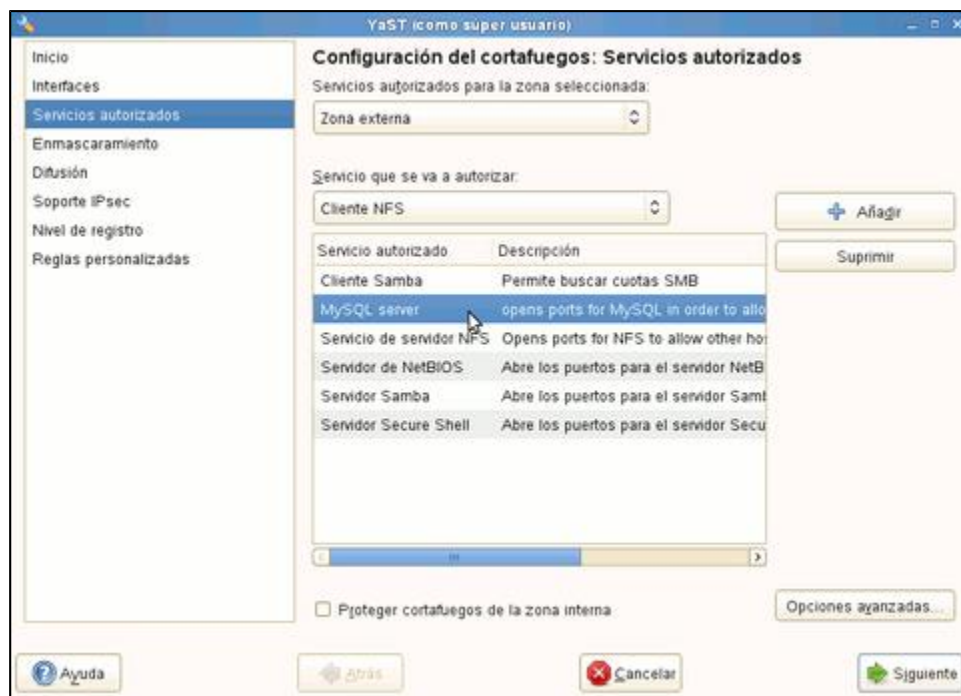 YaST (como super usuario)
Inicio
Interfaces
Servicios autorizados
Enmascaramiento
Difusión
Soporte IPsec
Nivel de registro
Reglas personalizadas
Configuración del cortafuegos: Servicios autorizados
Servicios autorizados para la zona seleccionada:
Zona externa
Servicio que se va a autorizar:
Cliente NFS
Añadir
Suprimir
Servicio autorizado Descripción
Cliente Samba Permite buscar cuotas SMB
MySQL server opens ports for MySQL in order to allo
Servicio de servidor NFS Opens ports for NFS to allow other hos
Servidor de NetBIOS Abre los puertos para el servidor NetB
Servidor Samba Abre los puertos para el servidor Samb
Servidor Secure Shell Abre los puertos para el servidor Secu
Proteger cortafuegos de la zona interna
Opciones avanzadas...
Ayuda
Atrás
Cancelar
Siguiente